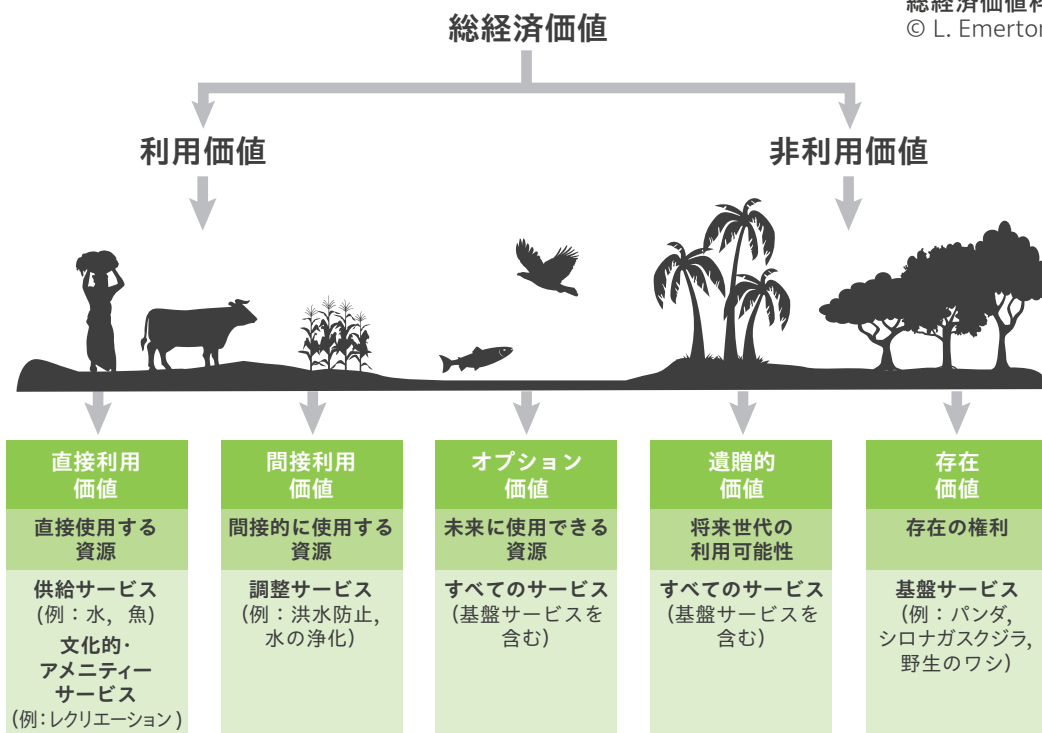 総経済価値
© L. Emerton
総経済価値
利用価値
非利用価値
直接利用
価値
直接使用する
資源
供給サービス
(例：水，魚)
文化的・
アメニティー
サービス
(例：レクリエーション)
間接利用
価値
間接的に使用する
資源
調整サービス
(例：洪水防止，
水の浄化)
オプション
価値
未来に使用できる
資源
すべてのサービス
(基盤サービスを
含む)
遺贈的
価値
将来世代の
利用可能性
すべてのサービス
(基盤サービスを
含む)
存在
価値
存在の権利
基盤サービス
(例：パンダ，
シロナガスクジラ，
野生のワシ)